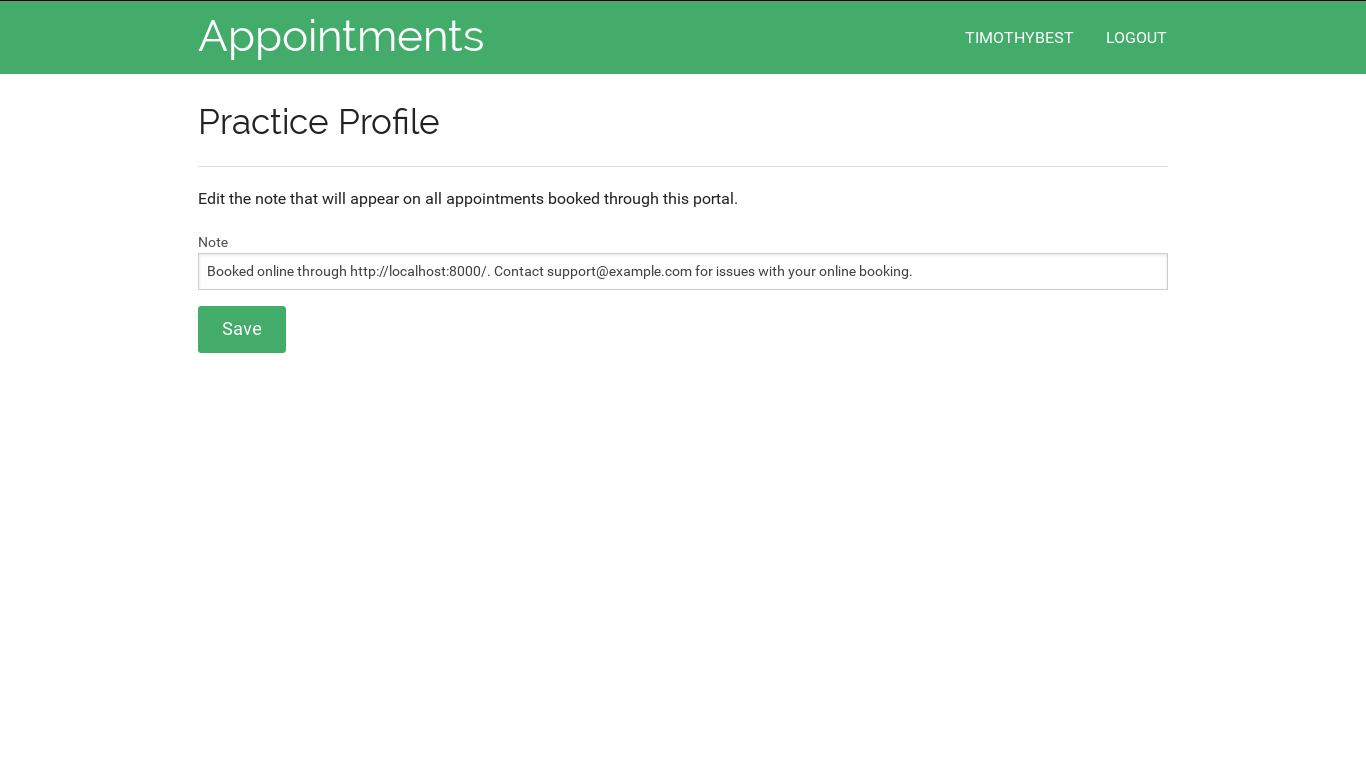 Appointments
TIMOTHYBEST LOGOUT
Practice Profile
Edit the note that will appear on all appointments booked through this portal.
Note
Booked online through http://localhost:8000/. Contact support@example.com for issues with your online booking.
Save